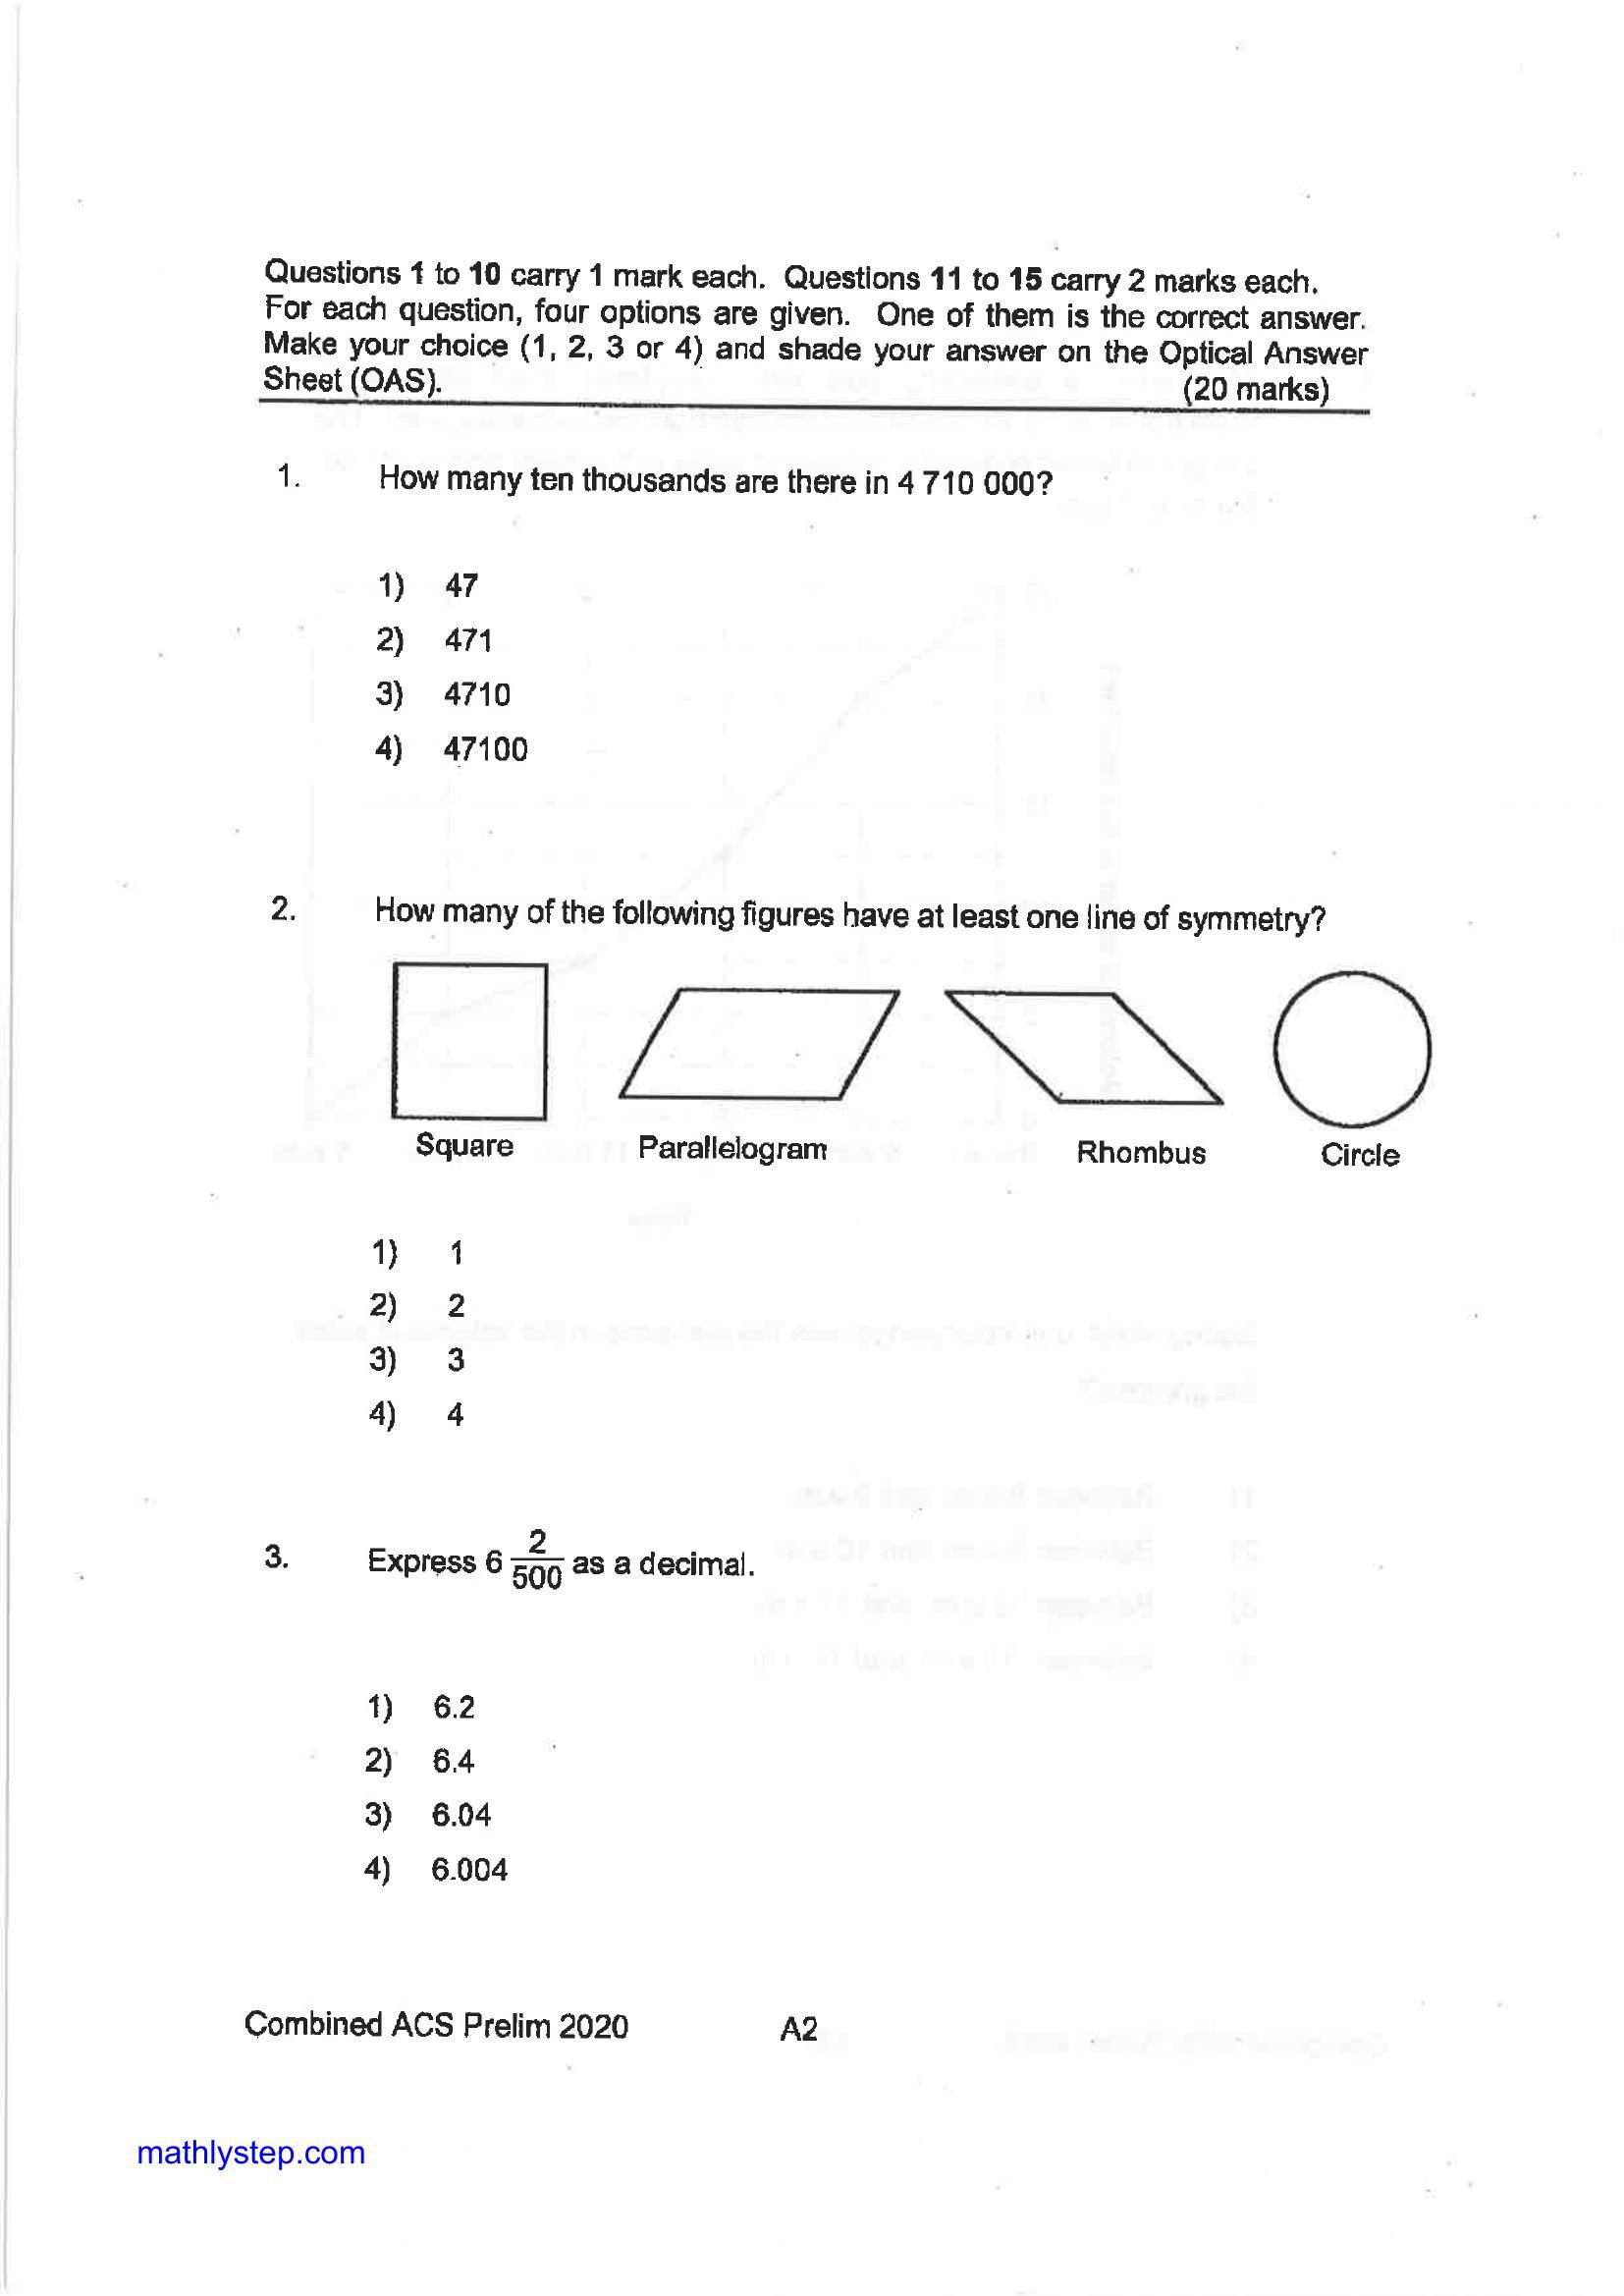 Questions 1 to 10 carry 1 mark each. Questions 11 to 15 carry 2 marks each.
For each question, four options are given. One of them is the correct answer.
Make your choice (1, 2, 3 or 4) and shade your answer on the Optical Answer
Sheet (OAS). (20 marks)
1. How many ten thousands are there in 4 710 000?
1) 47
2) 471
3) 4710
4) 47100
2. How many of the following figures have at least one line of symmetry?
Square Parallelogram Rhombus Circle
1) 1
2) 2
3) 3
4) 4
3. Express 6 2/500 as a decimal.
1) 6.2
2) 6.4
3) 6.04
4) 6.004
Combined ACS Prelim 2020 A2
mathlystep.com